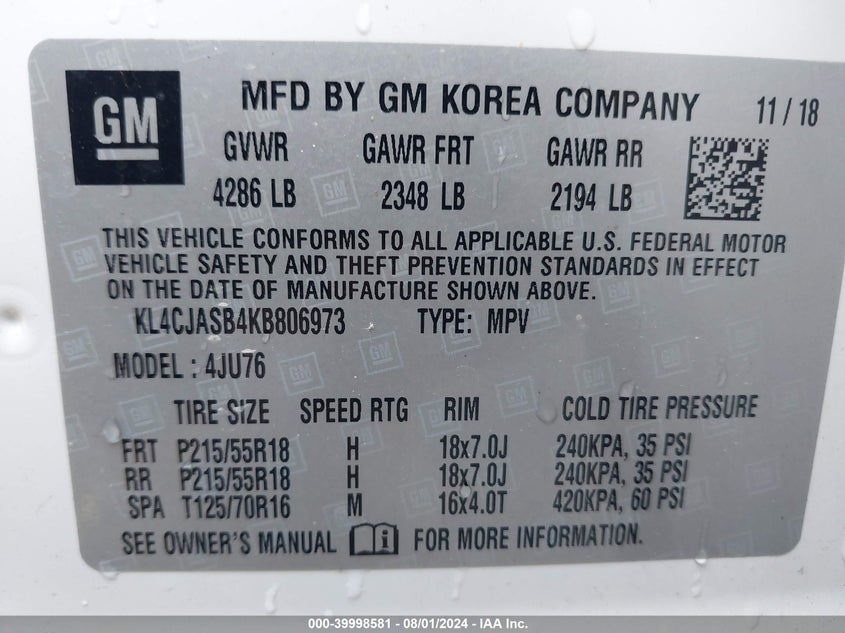 GM
MFD BY GM KOREA COMPANY 11 / 18
GVWR GAWR FRT GAWR RR
4286 LB 2348 LB 2194 LB
THIS VEHICLE CONFORMS TO ALL APPLICABLE U.S. FEDERAL MOTOR
VEHICLE SAFETY AND THEFT PREVENTION STANDARDS IN EFFECT
ON THE DATE OF MANUFACTURE SHOWN ABOVE.
KL4CJASB4KB806973 TYPE: MPV
MODEL : 4JU76
TIRE SIZE SPEED RTG RIM COLD TIRE PRESSURE
FRT P215/55R18 H 18x7.0J 240KPA, 35 PSI
RR P215/55R18 H 18x7.0J 240KPA, 35 PSI
SPA T125/70R16 M 16x4.0T 420KPA, 60 PSI
SEE OWNER'S MANUAL i FOR MORE INFORMATION.
000-39998581 - 08/01/2024 - IAA Inc.